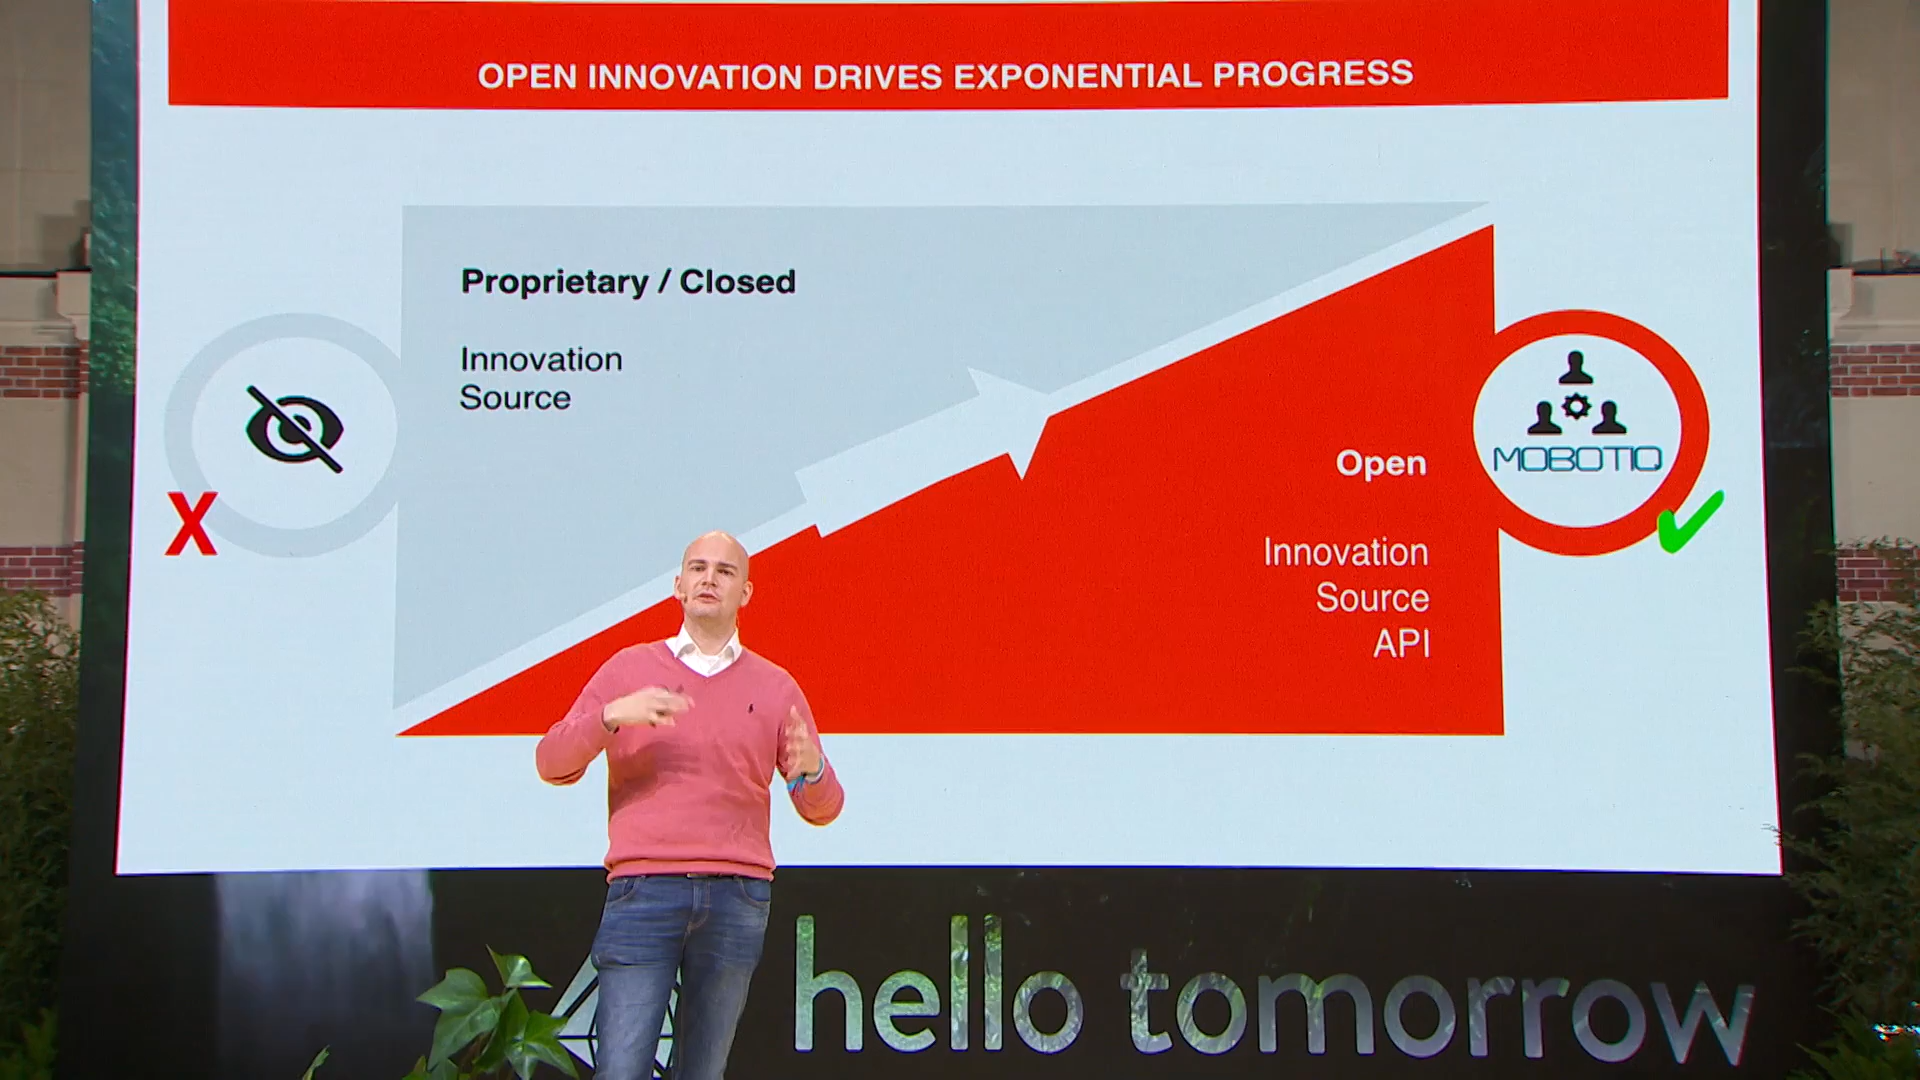 OPEN INNOVATION DRIVES EXPONENTIAL PROGRESS
Proprietary / Closed
Innovation
Source
X
MOBOTIQ
Open
Innovation
Source
API
hello tomorrow